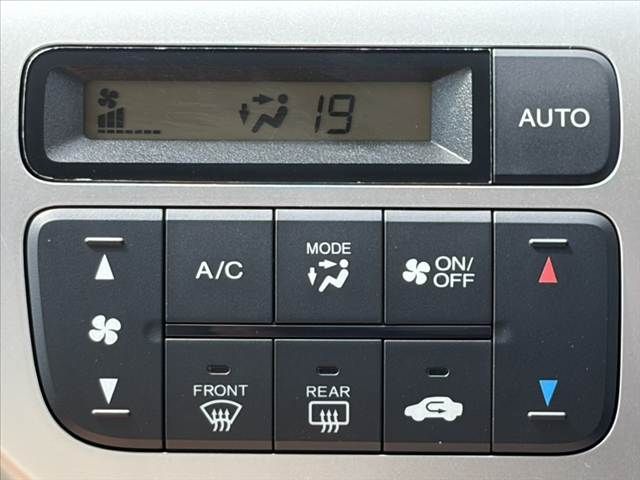 19
AUTO
A/C
MODE
ON/
OFF
FRONT
REAR